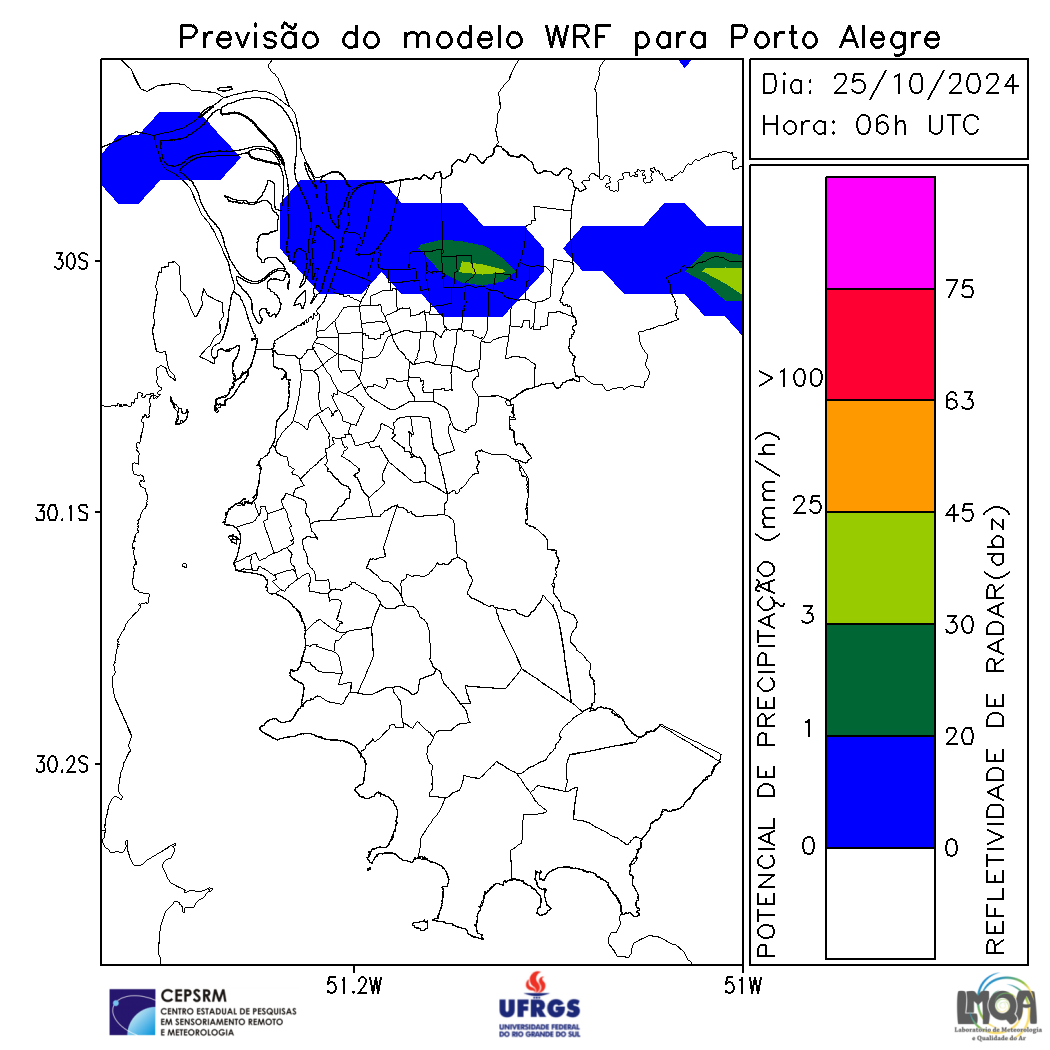 Previsão do modelo WRF para Porto Alegre
Dia: 25/10/2024
Hora: 06h UTC
30S
30.1S
30.2S
51.2W
51W
POTENCIAL DE PRECIPITAÇÃO (mm/h)
>100
25
3
1
0
75
63
45
30
20
0
REFLETIVIDADE DE RADAR(dbz)
CEPSRM
CENTRO ESTADUAL DE PESQUISAS
EM SENSORIAMENTO REMOTO
E METEOROLOGIA
UFRGS
UNIVERSIDADE FEDERAL
DO RIO GRANDE DO SUL
LMQA
Laboratório de Meteorologia
e Qualidade do Ar